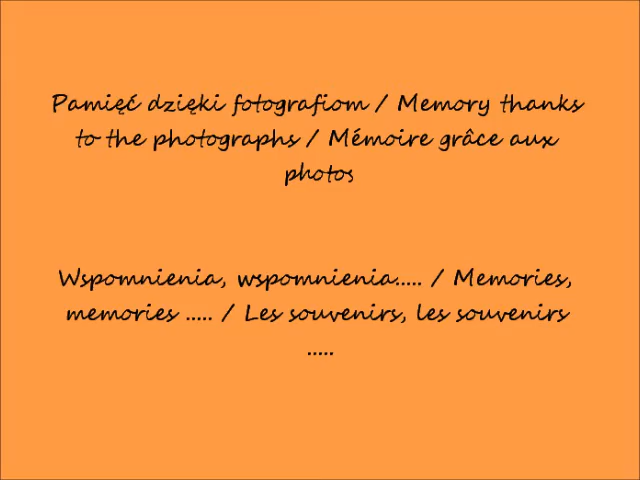 Pamięć dzięki fotografiom / Memory thanks
to the photographs / Mémoire grâce aux
photos
Wspomnienia, wspomnienia..... / Memories,
memories ..... / Les souvenirs, les souvenirs
.....